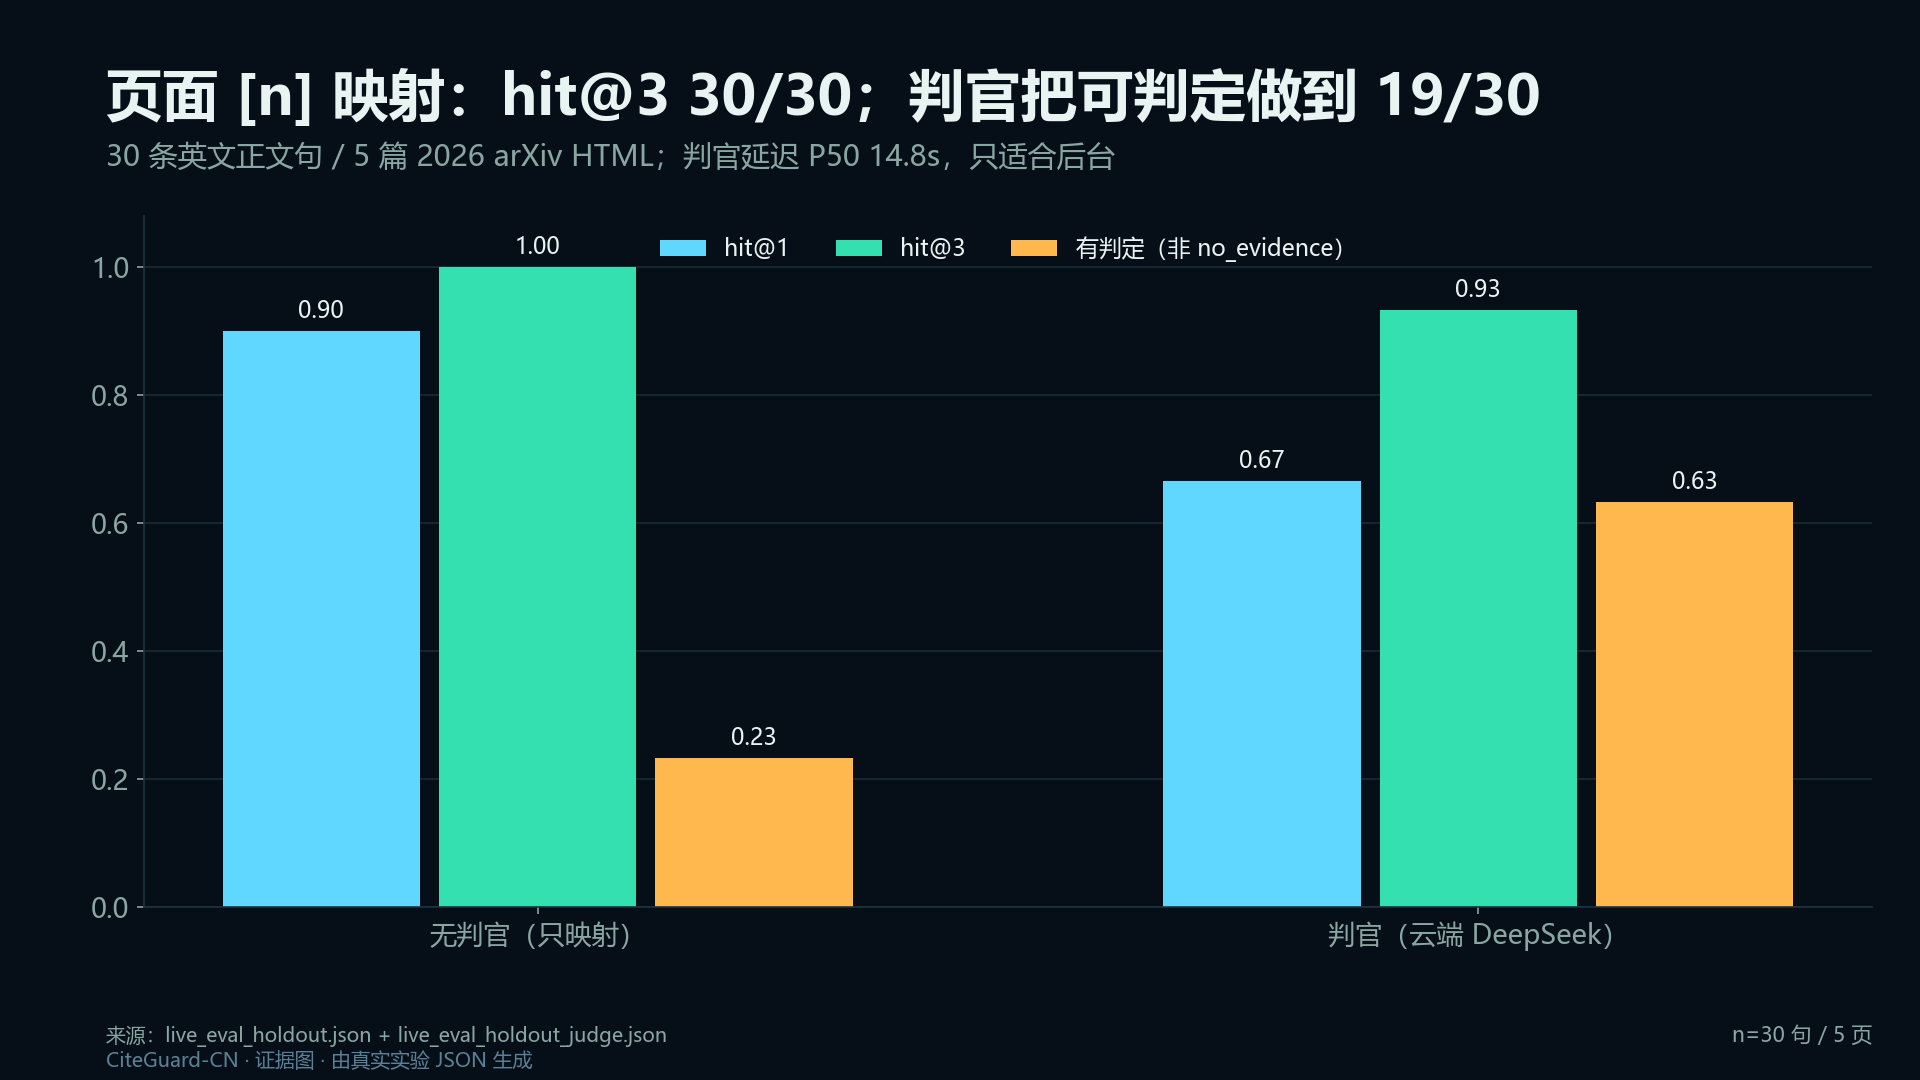 页面 [n] 映射：hit@3 30/30；判官把可判定做到 19/30
30 条英文正文句 / 5 篇 2026 arXiv HTML；判官延迟 P50 14.8s，只适合后台
hit@1
hit@3
有判定（非 no_evidence）
1.0
0.8
0.6
0.4
0.2
0.0
0.90
1.00
0.23
0.67
0.93
0.63
无判官（只映射）
判官（云端 DeepSeek）
来源：live_eval_holdout.json + live_eval_holdout_judge.json
n=30 句 / 5 页
CiteGuard-CN · 证据图 · 由真实实验 JSON 生成